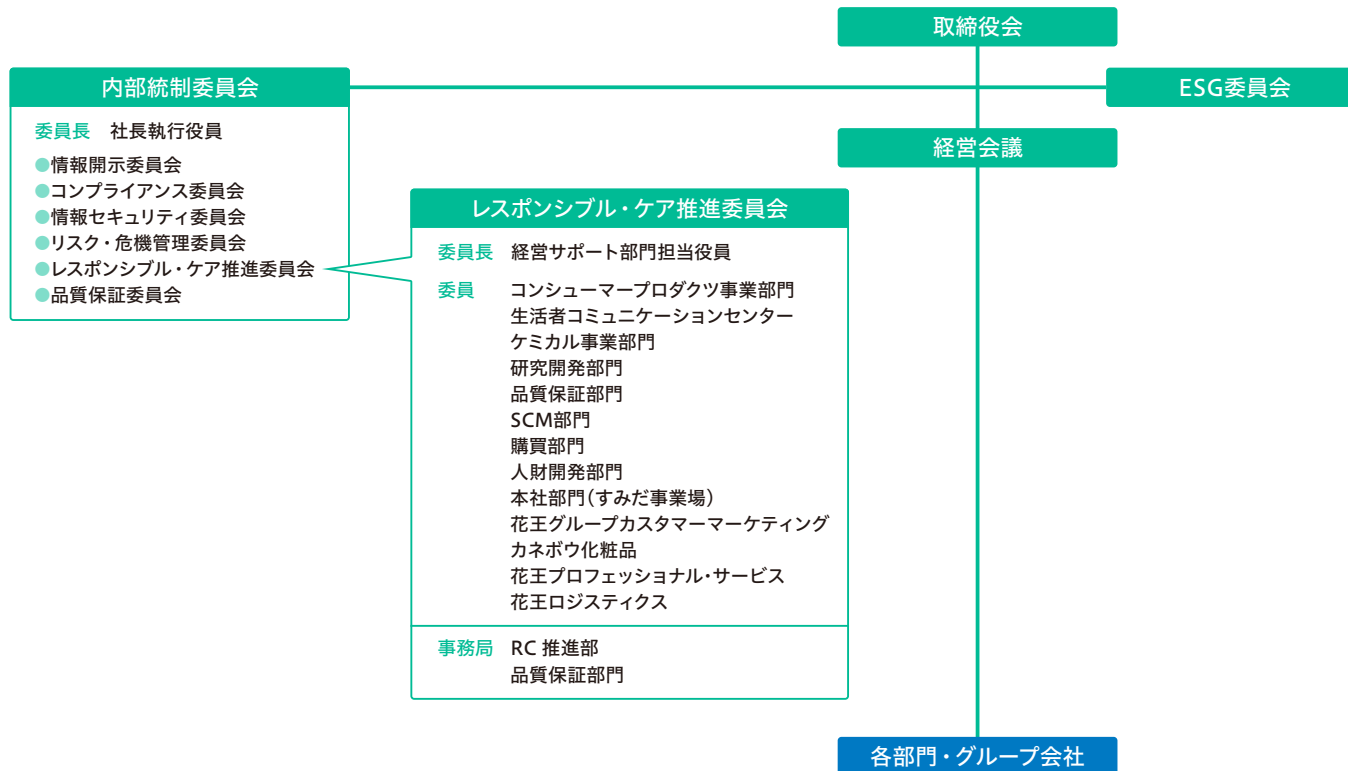 取締役会
内部統制委員会
ESG委員会
委員長 社長執行役員
●情報開示委員会
●コンプライアンス委員会
●情報セキュリティ委員会
●リスク・危機管理委員会
●レスポンシブル・ケア推進委員会
●品質保証委員会
経営会議
レスポンシブル・ケア推進委員会
委員長 経営サポート部門担当役員
委員 コンシューマープロダクツ事業部門
生活者コミュニケーションセンター
ケミカル事業部門
研究開発部門
品質保証部門
SCM部門
購買部門
人財開発部門
本社部門(すみだ事業場)
花王グループカスタマーマーケティング
カネボウ化粧品
花王プロフェッショナル・サービス
花王ロジスティクス
事務局 RC 推進部
品質保証部門
各部門・グループ会社